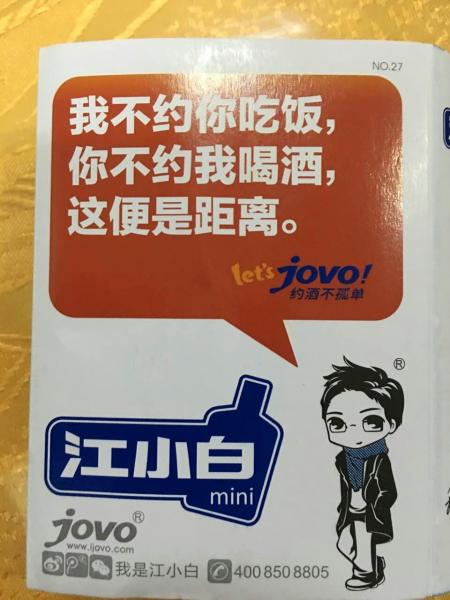 NO.27
我不约你吃饭，
你不约我喝酒，
这便是距离。
let's jovo!
约酒不孤单
®
江小白
mini
jovo®
www.ljovo.com
我是江小白 400 850 8805